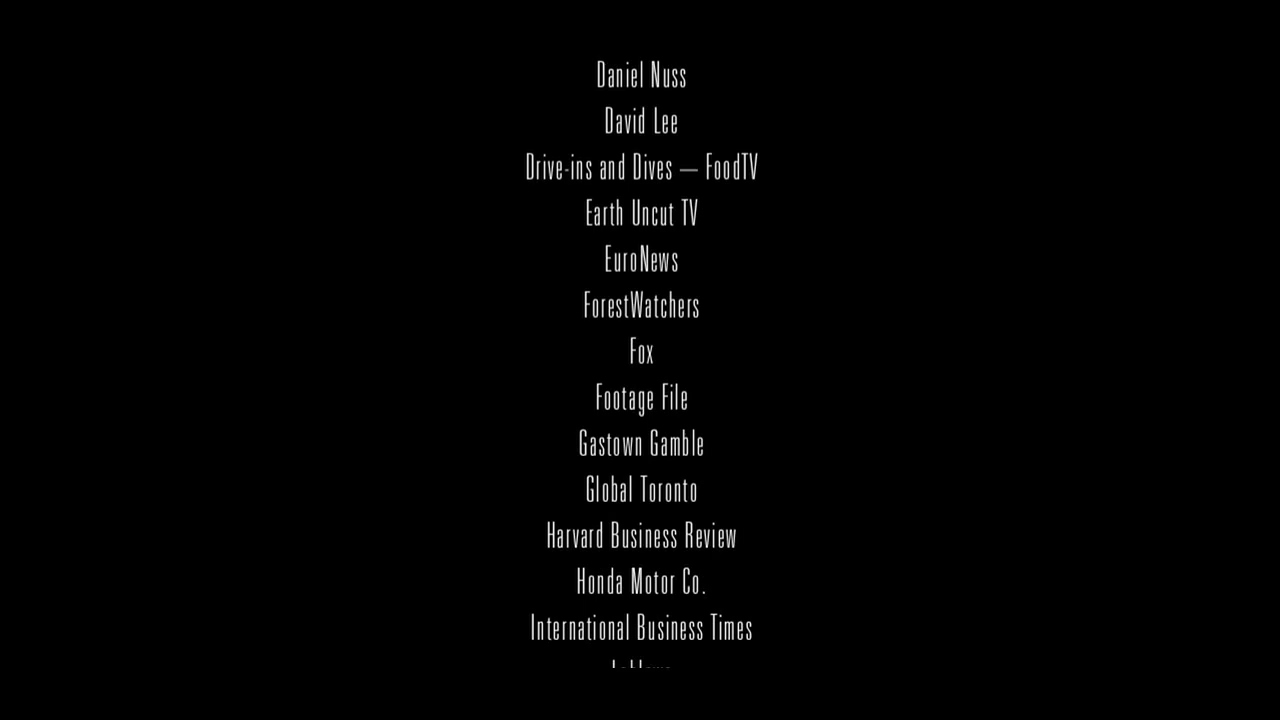 Daniel Nuss
David Lee
Drive-ins and Dives — FoodTV
Earth Uncut TV
EuroNews
ForestWatchers
Fox
Footage File
Gastown Gamble
Global Toronto
Harvard Business Review
Honda Motor Co.
International Business Times